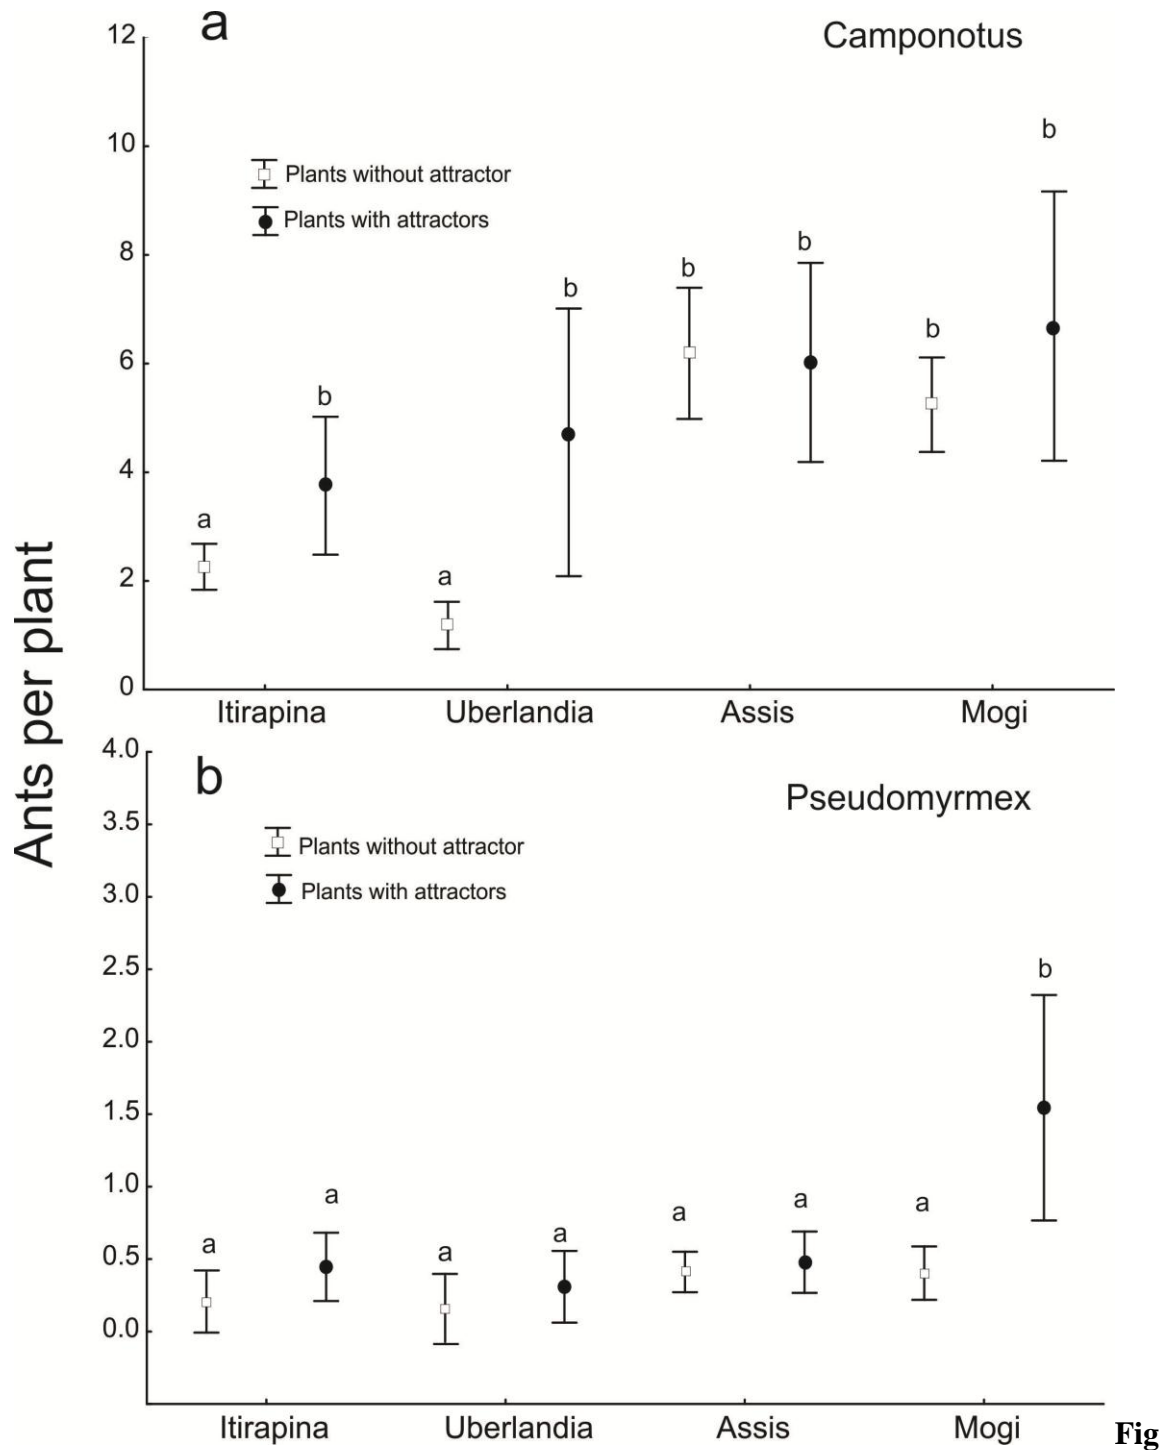 a
Camponotus
12
10
8
6
4
2
0
Plants without attractor
Plants with attractors
a
b
a
b
b
b
b
b
Itirapina
Uberlandia
Assis
Mogi
Ants per plant
b
Pseudomyrmex
4.0
3.5
3.0
2.5
2.0
1.5
1.0
0.5
0.0
Plants without attractor
Plants with attractors
a
a
a
a
a
a
a
b
Itirapina
Uberlandia
Assis
Mogi
Fig